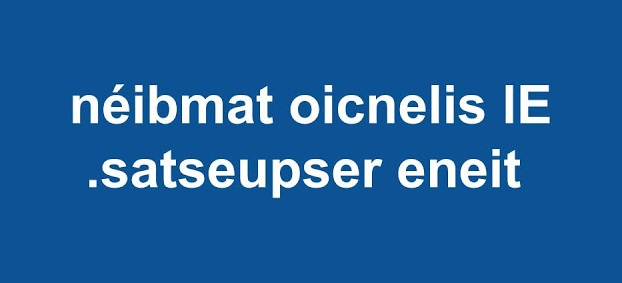 néibmat oicnelis lE
.satseupser eneit